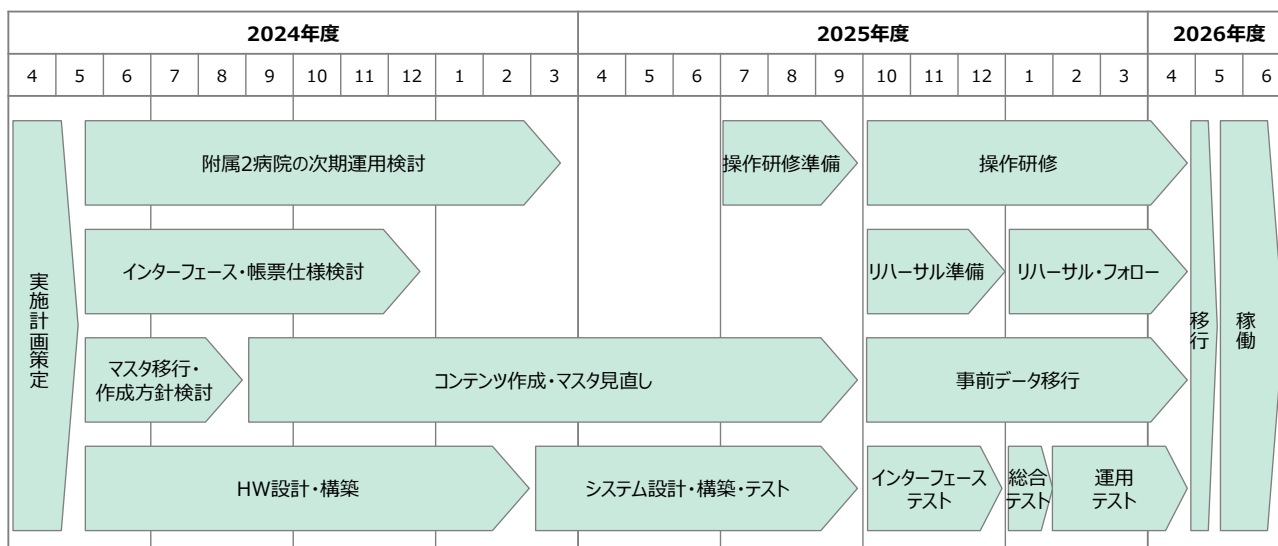 2024年度 2025年度 2026年度
4 5 6 7 8 9 10 11 12 1 2 3 4 5 6 7 8 9 10 11 12 1 2 3 4 5 6
実施計画策定
附属2病院の次期運用検討
操作研修準備
操作研修
インターフェース・帳票仕様検討
リハーサル準備
リハーサル・フォロー
マスタ移行・
作成方針検討
コンテンツ作成・マスタ見直し
事前データ移行
HW設計・構築
システム設計・構築・テスト
インターフェース
テスト
総合
テスト
運用
テスト
移行
稼働